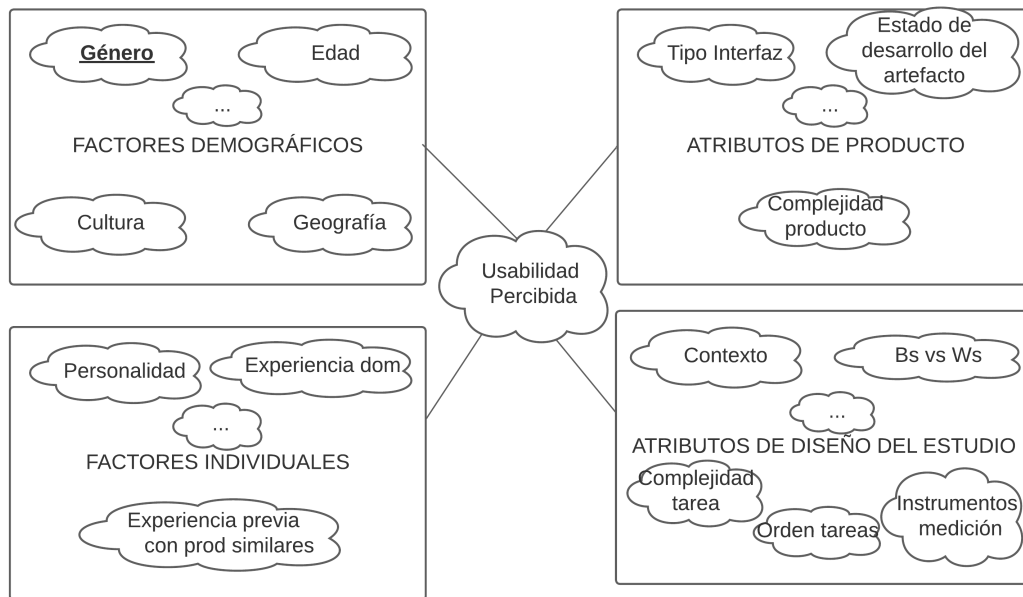 Género
Edad
...
FACTORES DEMOGRÁFICOS
Cultura
Geografía
Tipo Interfaz
Estado de
desarrollo del
artefacto
...
ATRIBUTOS DE PRODUCTO
Complejidad
producto
Usabilidad
Percibida
Personalidad
Experiencia dom.
...
FACTORES INDIVIDUALES
Experiencia previa
con prod similares
Contexto
Bs vs Ws
...
ATRIBUTOS DE DISEÑO DEL ESTUDIO
Complejidad
tarea
Orden tareas
Instrumentos
medición